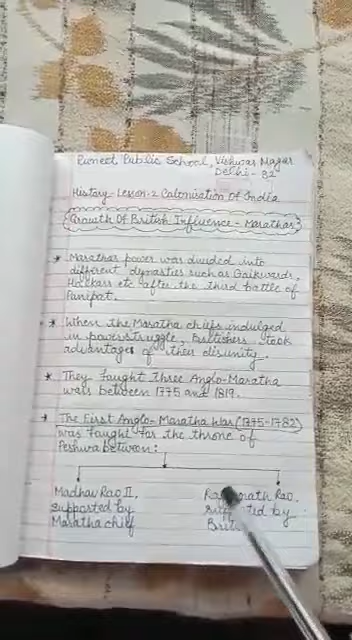 Puneet Public School, Vishwas Nagar
Delhi - 32
History - Lesson-2 Colonisation Of India
Growth Of British Influence - Marathas
* Marathas power was divided into
different dynasties such as Gaikwards,
Holkars etc after the third battle of
Panipat.
* When the Maratha chiefs indulged
in power struggle, Britishers took
advantage of their disunity.
* They fought three Anglo-Maratha
wars between 1775 and 1819.
* The First Anglo-Maratha War (1775-1782)
was fought for the throne of
Peshwa between:
Madhav Rao II, 
supported by
Maratha chief
Rao.
by